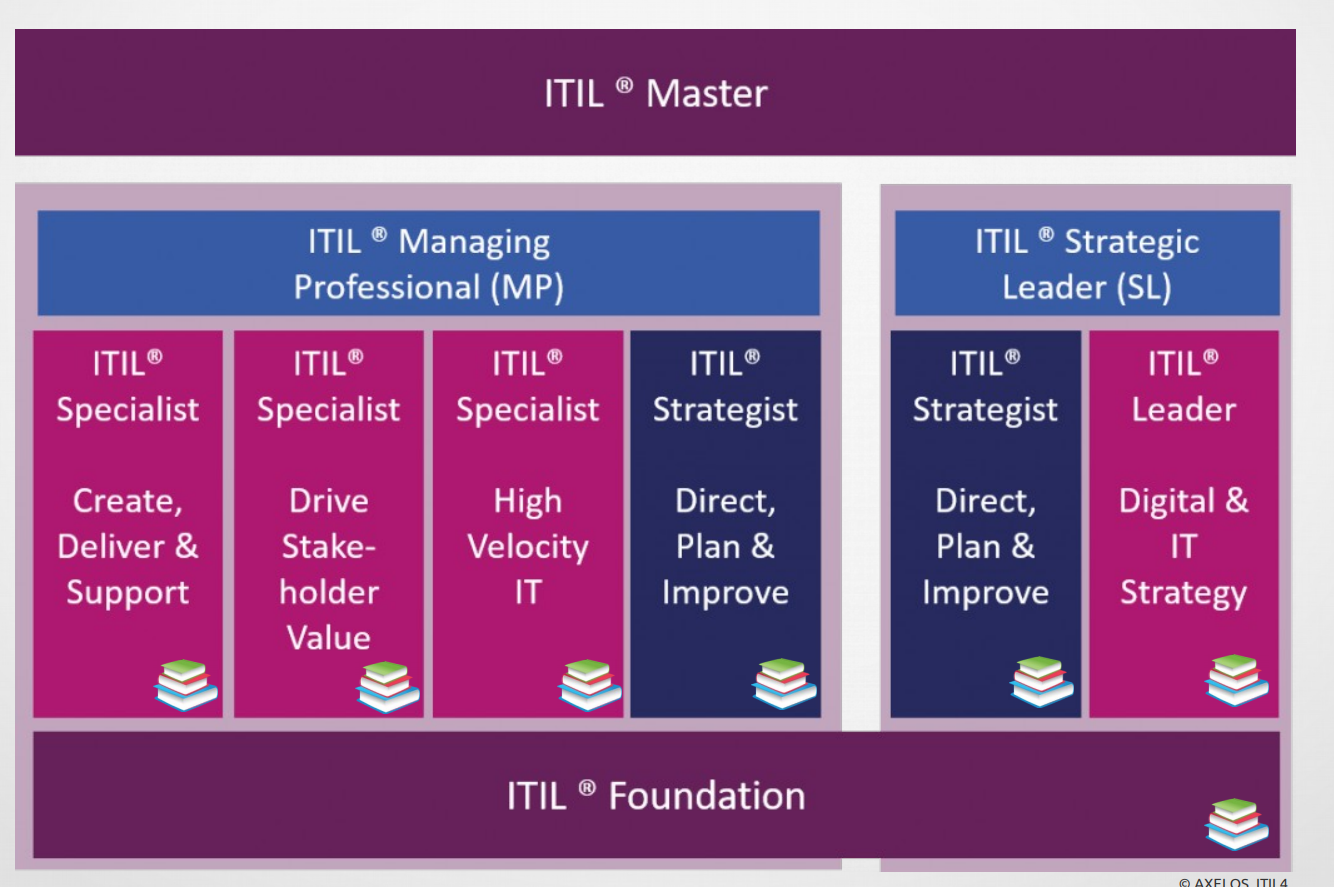 ITIL ® Master
ITIL ® Managing
Professional (MP)
ITIL®
Specialist
Create,
Deliver &
Support
ITIL®
Specialist
Drive
Stake-
holder
Value
ITIL®
Specialist
High
Velocity
IT
ITIL®
Strategist
Direct,
Plan &
Improve
ITIL ® Strategic
Leader (SL)
ITIL®
Strategist
Direct,
Plan &
Improve
ITIL®
Leader
Digital &
IT
Strategy
ITIL ® Foundation
© AXELOS, ITIL4